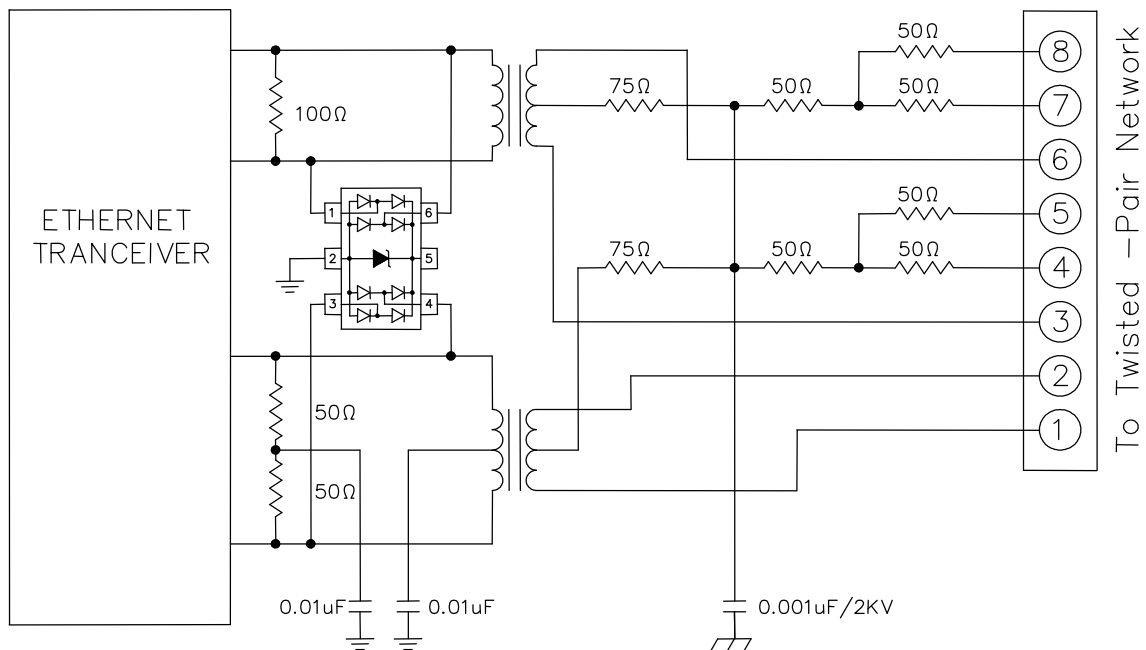 ETHERNET
TRANCEIVER
100Ω
1
6
2
5
3
4
50Ω
50Ω
0.01uF
0.01uF
75Ω
50Ω
50Ω
50Ω
75Ω
50Ω
50Ω
50Ω
0.001uF/2KV
8
7
6
5
4
3
2
1
To Twisted -Pair Network